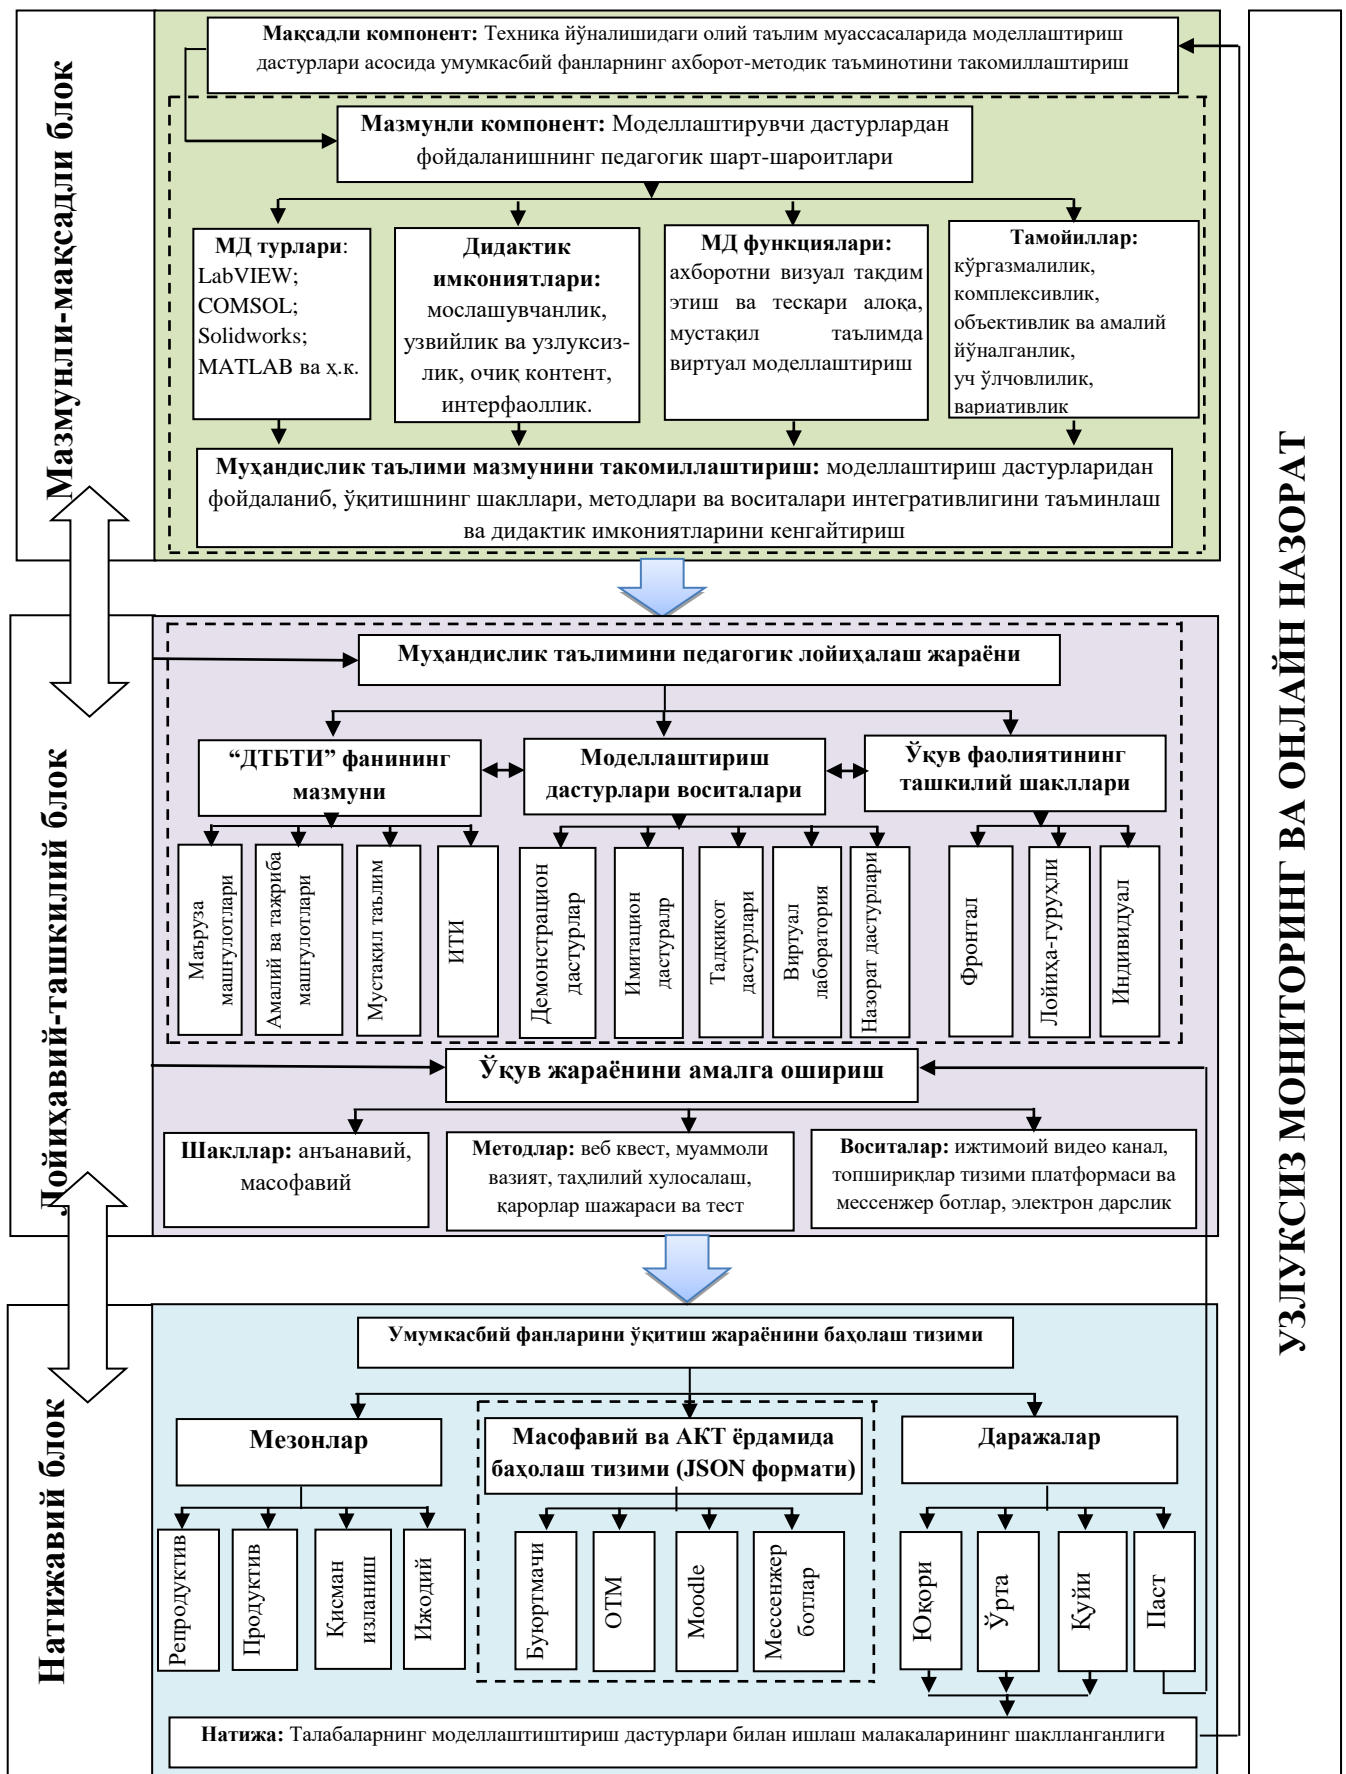 Мазмунли-мақсадли блок
Мақсадли компонент: Техника йўналишидаги олий таълим муассасаларида моделлаштириш
дастурлари асосида умумкасбий фанларнинг ахборот-методик таъминотини такомиллаштириш
Мазмунли компонент: Моделлаштирувчи дастурлардан
фойдаланишнинг педагогик шарт-шароитлари
МД турлари:
LabVIEW;
COMSOL;
Solidworks;
MATLAB ва ҳ.к.
Дидактик
имкониятлари:
мослашувчанлик,
узвийлик ва узлуксиз-
лик, очиқ контент,
интерфаоллик.
МД функциялари:
ахборотни визуал тақдим
этиш ва тескари алоқа,
мустақил таълимда
виртуал моделлаштириш
Тамойиллар:
кўргазмалилик,
комплексивлик,
объективлик ва амалий
йўналганлик,
уч ўлчовлилик,
вариативлик
Муҳандислик таълими мазмунини такомиллаштириш: моделлаштириш дастурларидан
фойдаланиб, ўқитишнинг шакллари, методлари ва воситалари интегративлигини таъминлаш
ва дидактик имкониятларини кенгайтириш
Лойиҳавий-ташкилий блок
Муҳандислик таълимини педагогик лойиҳалаш жараёни
“ДТБТИ” фанининг
мазмуни
Моделлаштириш
дастурлари воситалари
Ўқув фаолиятининг
ташкилий шакллари
Маъруза
машғулотлари
Амалий ва тажриба
машғулотлари
Мустақил таълим
ИТИ
Демонстрацион
дастурлар
Имитацион
дастуралр
Тадқиқот
дастурлари
Виртуал
лаборатория
Назорат дастурлари
Фронтал
Лойиҳа-гуруҳли
Индивидуал
Ўқув жараёнини амалга ошириш
Шакллар: анъанавий,
масофавий
Методлар: веб квест, муаммоли
вазият, таҳлилий хулосалаш,
қарорлар шажараси ва тест
Воситалар: ижтимоий видео канал,
топшириқлар тизими платформаси ва
мессенжер ботлар, электрон дарслик
Натижавий блок
Умумкасбий фанларини ўқитиш жараёнини баҳолаш тизими
Мезонлар
Масофавий ва АКТ ёрдамида
баҳолаш тизими (JSON формати)
Даражалар
Репродуктив
Продуктив
Қисман
изланиш
Ижодий
Буюртмачи
ОТМ
Moodle
Мессенжер
ботлар
Юқори
Ўрта
Қуйи
Паст
Натижа: Талабаларнинг моделлаштиштириш дастурлари билан ишлаш малакаларининг шаклланганлиги
УЗЛУКСИЗ МОНИТОРИНГ ВА ОНЛАЙН НАЗОРАТ